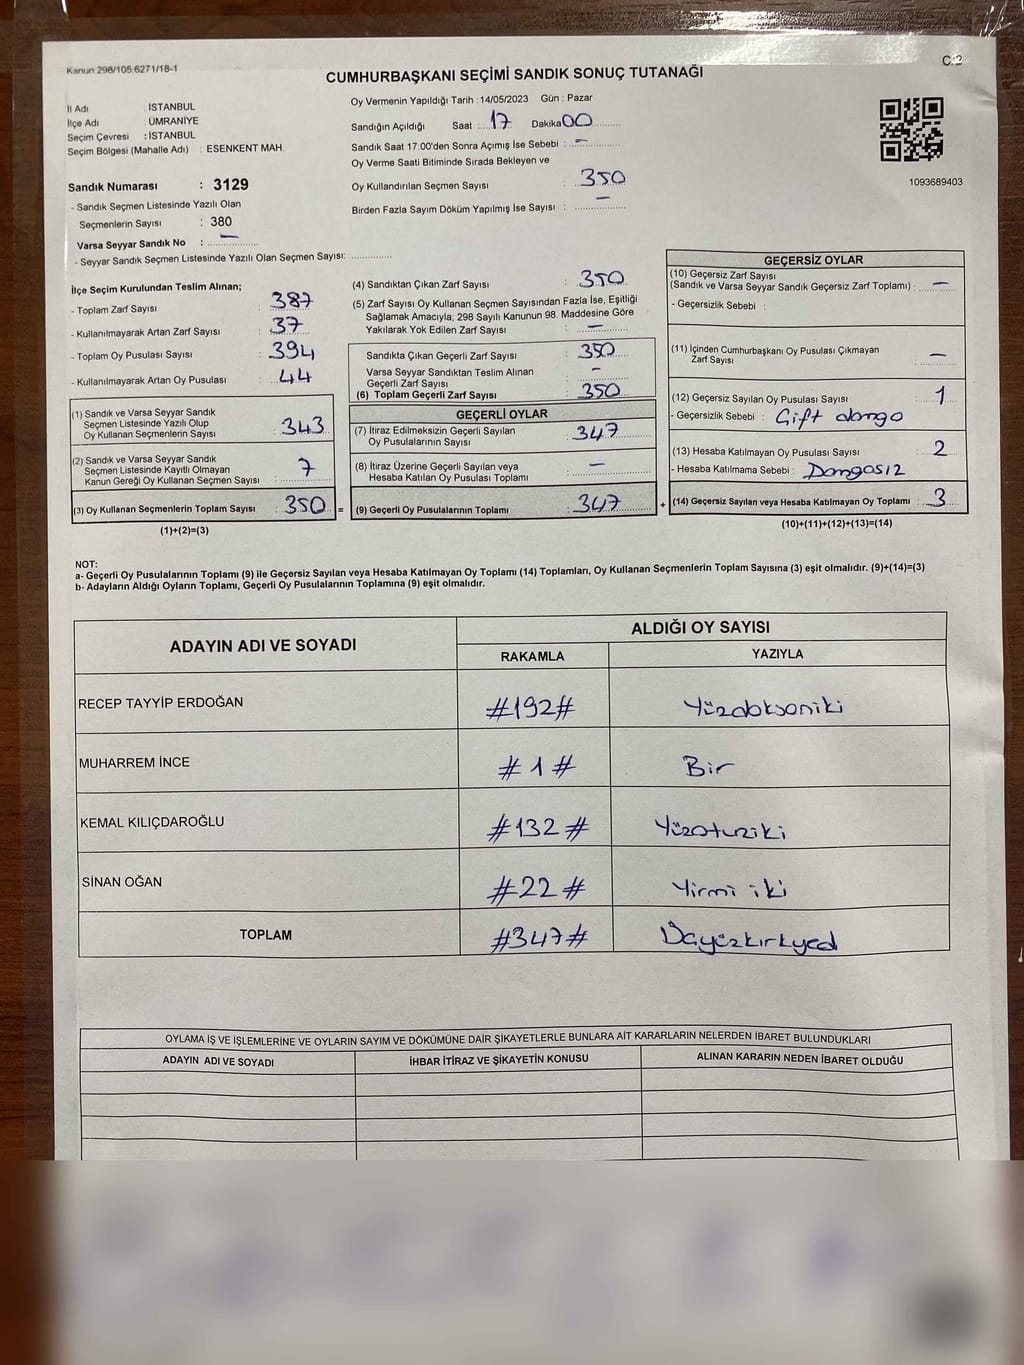 Kanun 298/105 6271/18-1
C.2
CUMHURBAŞKANI SEÇİMİ SANDIK SONUÇ TUTANAĞI
İl Adı : İSTANBUL
İlçe Adı : ÜMRANİYE
Seçim Çevresi : İSTANBUL
Seçim Bölgesi (Mahalle Adı) : ESENKENT MAH.
Sandık Numarası : 3129
- Sandık Seçmen Listesinde Yazılı Olan
Seçmenlerin Sayısı : 380
Varsa Seyyar Sandık No : —
- Seyyar Sandık Seçmen Listesinde Yazılı Olan Seçmen Sayısı:
Oy Vermenin Yapıldığı Tarih : 14/05/2023 Gün : Pazar
Sandığın Açıldığı Saat : 17 Dakika 00
Sandık Saat 17:00'den Sonra Açımış İse Sebebi : —
Oy Verme Saati Bitiminde Sırada Bekleyen ve
Oy Kullandırılan Seçmen Sayısı : 350
Birden Fazla Sayım Döküm Yapılmış İse Sayısı : —
1093689403
İlçe Seçim Kurulundan Teslim Alınan;
- Toplam Zarf Sayısı : 387
- Kullanılmayarak Artan Zarf Sayısı : 37
- Toplam Oy Pusulası Sayısı : 394
- Kullanılmayarak Artan Oy Pusulası : 44
(1) Sandık ve Varsa Seyyar Sandık
Seçmen Listesinde Yazılı Olup
Oy Kullanan Seçmenlerin Sayısı : 343
(2) Sandık ve Varsa Seyyar Sandık
Seçmen Listesinde Kayıtlı Olmayan
Kanun Gereği Oy Kullanan Seçmen Sayısı : 7
(3) Oy Kullanan Seçmenlerin Toplam Sayısı : 350 =
(1)+(2)=(3)
(4) Sandıktan Çıkan Zarf Sayısı : 350
(5) Zarf Sayısı Oy Kullanan Seçmen Sayısından Fazla İse, Eşitliği
Sağlamak Amacıyla; 298 Sayılı Kanunun 98. Maddesine Göre
Yakılarak Yok Edilen Zarf Sayısı : —
Sandıkta Çıkan Geçerli Zarf Sayısı : 350
Varsa Seyyar Sandıktan Teslim Alınan
Geçerli Zarf Sayısı : -
(6) Toplam Geçerli Zarf Sayısı : 350
GEÇERLİ OYLAR
(7) İtiraz Edilmeksizin Geçerli Sayılan
Oy Pusulalarının Sayısı : 347
(8) İtiraz Üzerine Geçerli Sayılan veya
Hesaba Katılan Oy Pusulası Toplamı : —
(9) Geçerli Oy Pusulalarının Toplamı : 347 +
GEÇERSİZ OYLAR
(10) Geçersiz Zarf Sayısı
(Sandık ve Varsa Seyyar Sandık Geçersiz Zarf Toplamı) : —
- Geçersizlik Sebebi :
(11) İçinden Cumhurbaşkanı Oy Pusulası Çıkmayan
Zarf Sayısı : —
(12) Geçersiz Sayılan Oy Pusulası Sayısı : 1
- Geçersizlik Sebebi : Çift damga
(13) Hesaba Katılmayan Oy Pusulası Sayısı : 2
- Hesaba Katılmama Sebebi : Damgasız
(14) Geçersiz Sayılan veya Hesaba Katılmayan Oy Toplamı : 3
(10)+(11)+(12)+(13)=(14)
NOT:
a- Geçerli Oy Pusulalarının Toplamı (9) ile Geçersiz Sayılan veya Hesaba Katılmayan Oy Toplamı (14) Toplamları, Oy Kullanan Seçmenlerin Toplam Sayısına (3) eşit olmalıdır. (9)+(14)=(3)
b- Adayların Aldığı Oyların Toplamı, Geçerli Oy Pusulalarının Toplamına (9) eşit olmalıdır.
ADAYIN ADI VE SOYADI
ALDIĞI OY SAYISI
RAKAMLA YAZIYLA
RECEP TAYYİP ERDOĞAN #192# Yüzdoksaniki
MUHARREM İNCE #1# Bir
KEMAL KILIÇDAROĞLU #132# Yüzotuziki
SİNAN OĞAN #22# Yirmi iki
TOPLAM #347# Üçyüzkırkyedi
OYLAMA İŞ VE İŞLEMLERİNE VE OYLARIN SAYIM VE DÖKÜMÜNE DAİR ŞİKAYETLERLE BUNLARA AİT KARARLARIN NELERDEN İBARET BULUNDUKLARI
ADAYIN ADI VE SOYADI İHBAR İTİRAZ VE ŞİKAYETİN KONUSU ALINAN KARARIN NEDEN İBARET OLDUĞU